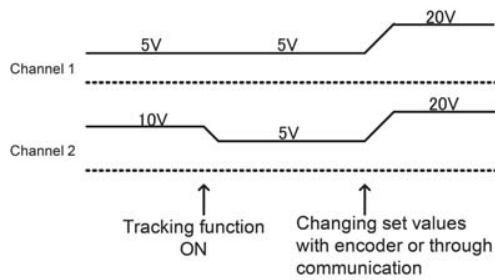 20V
5V 5V
Channel 1
20V
10V
5V
Channel 2
Tracking function
ON
Changing set values
with encoder or through
communication